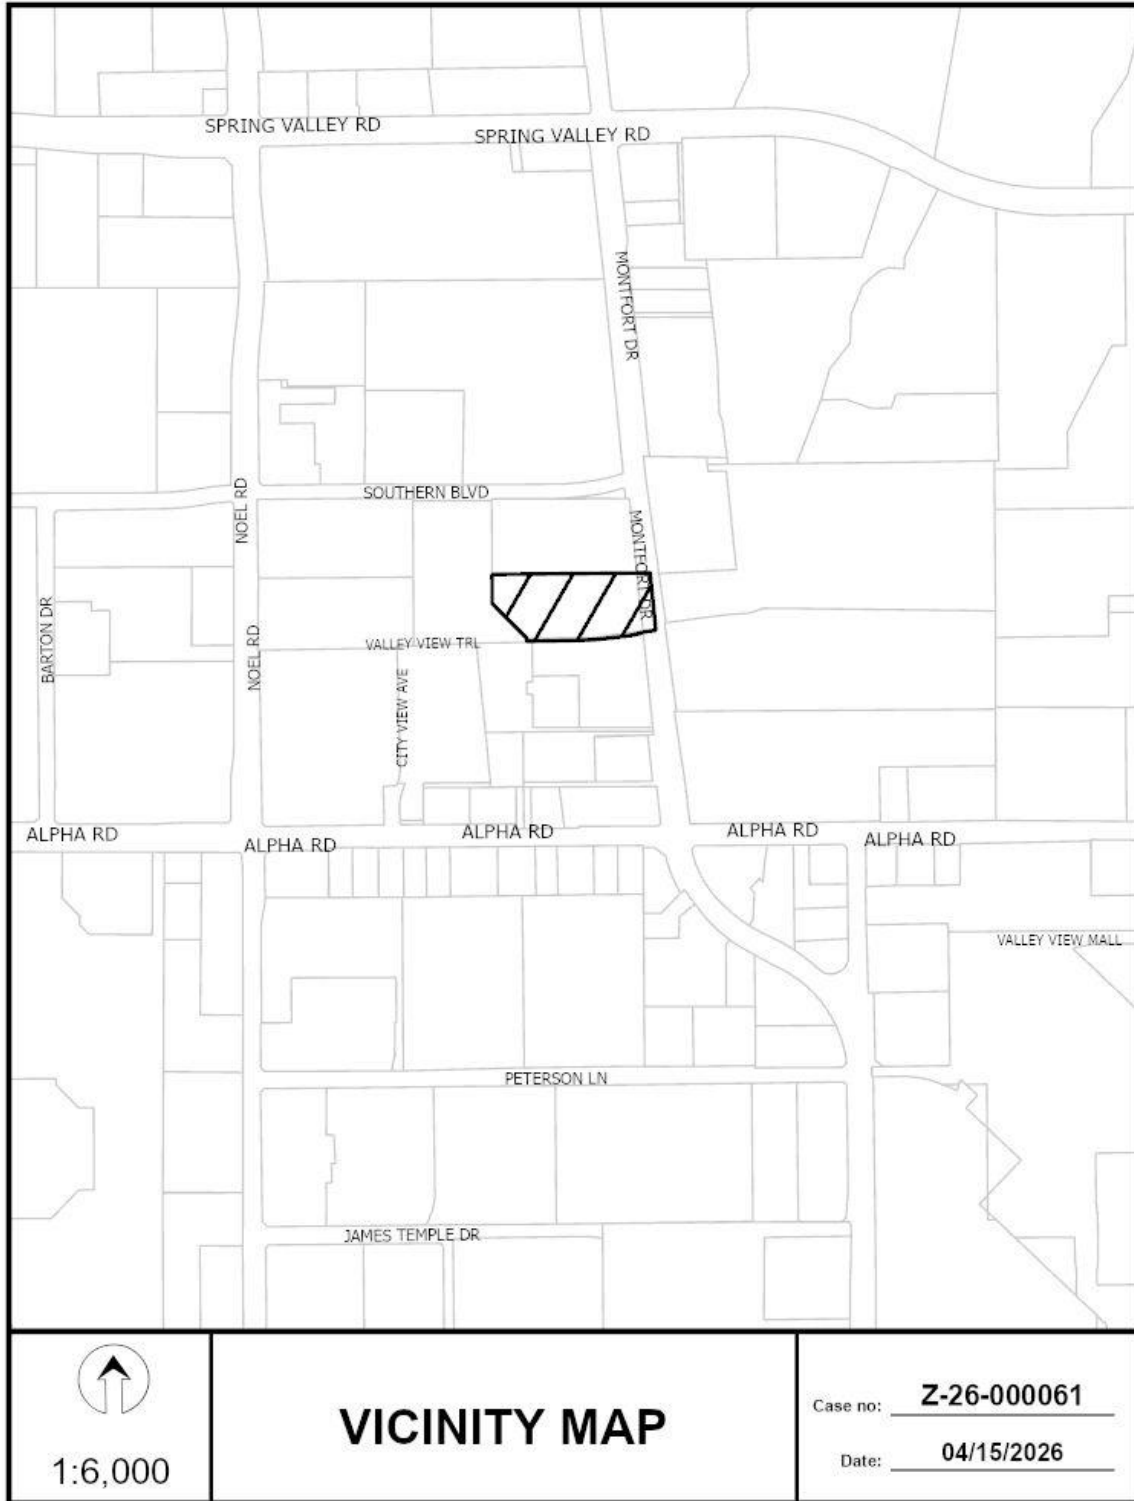 SPRING VALLEY RD
SPRING VALLEY RD
MONTFORT DR
SOUTHERN BLVD
NOEL RD
MONTFORT DR
BARTON DR
NOEL RD
VALLEY VIEW TRL
CITY VIEW AVE
ALPHA RD
ALPHA RD
ALPHA RD
ALPHA RD
ALPHA RD
VALLEY VIEW MALL
PETERSON LN
JAMES TEMPLE DR
1:6,000
VICINITY MAP
Case no: Z-26-000061
Date: 04/15/2026